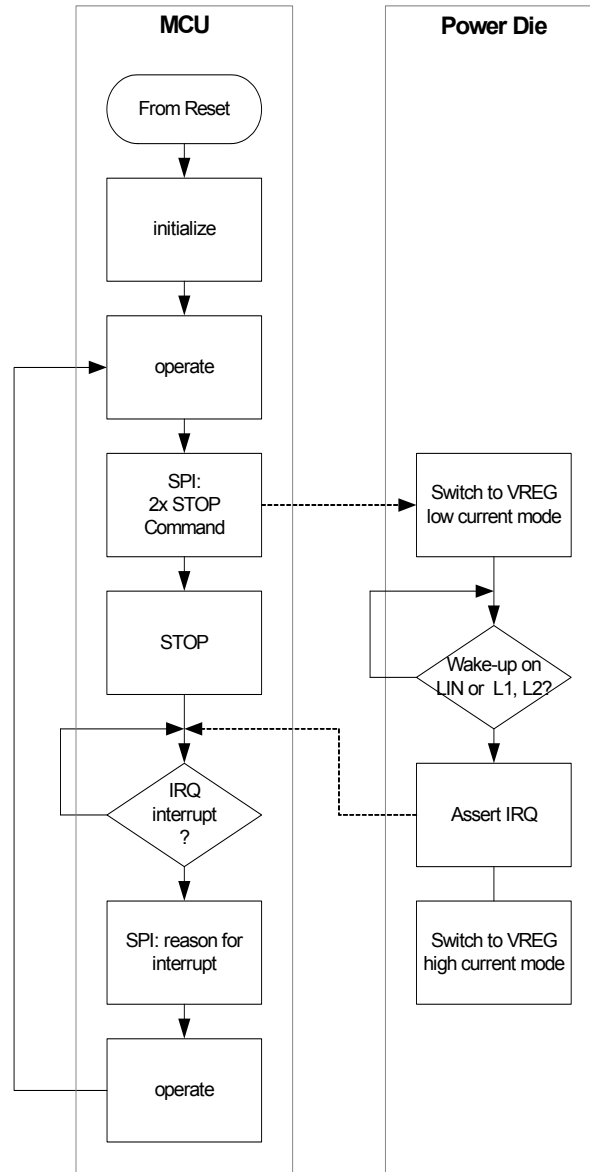 MCU
Power Die
From Reset
initialize
operate
SPI:
2x STOP
Command
Switch to VREG
low current mode
STOP
Wake-up on
LIN or L1, L2?
IRQ
interrupt
?
Assert IRQ
SPI: reason for
interrupt
Switch to VREG
high current mode
operate